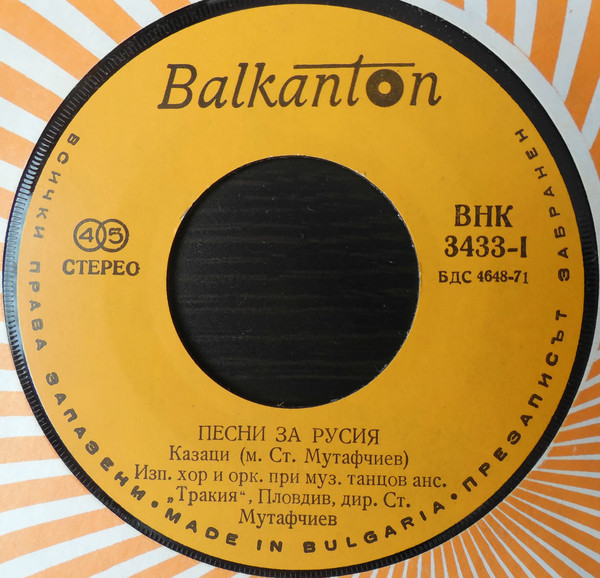 Balkanton
ВСИЧКИ ПРАВА ЗАПАЗЕНИ • MADE IN BULGARIA • ПРЕЗАПИСЪТ ЗАБРАНЕН
45
СТЕРЕО
ВНК
3433-I
БДС 4648-71
ПЕСНИ ЗА РУСИЯ
Казаци (м. Ст. Мутафчиев)
Изп. хор и орк. при муз. танцов анс.
„Тракия“, Пловдив, дир. Ст.
Мутафчиев